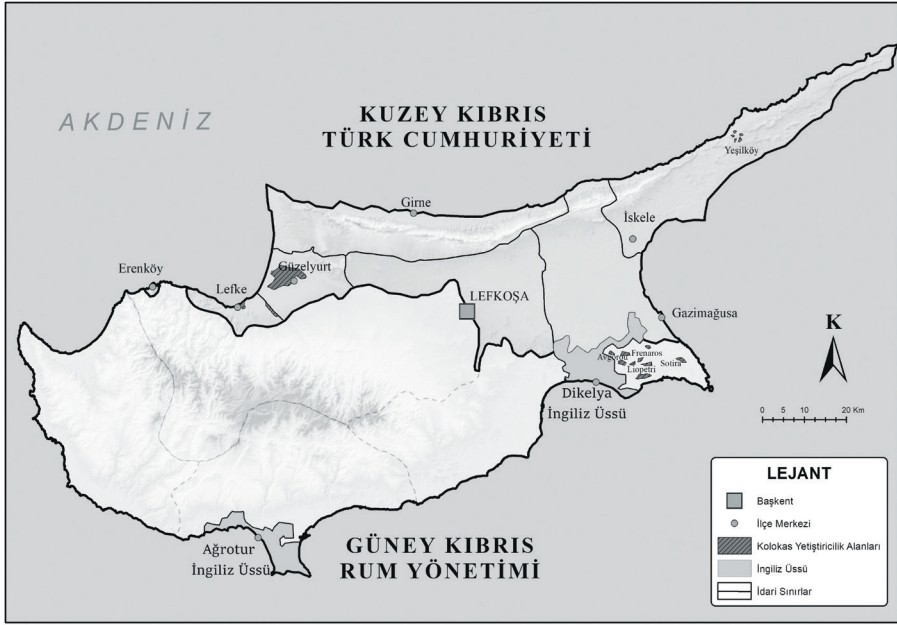 AKDENİZ
KUZEY KIBRIS
TÜRK CUMHURİYETİ
Yeşilköy
Girne
İskele
Güzelyurt
Erenköy
Lefke
LEFKOŞA
Gazimağusa
K
Frenaros
Avgorou
Sotira
Liopetri
Dikelya
İngiliz Üssü
0 5 10 20 Km
GÜNEY KIBRIS
RUM YÖNETİMİ
Ağrotur
İngiliz Üssü
LEJANT
Başkent
İlçe Merkezi
Kolokas Yetiştiricilik Alanları
İngiliz Üssü
İdari Sınırlar